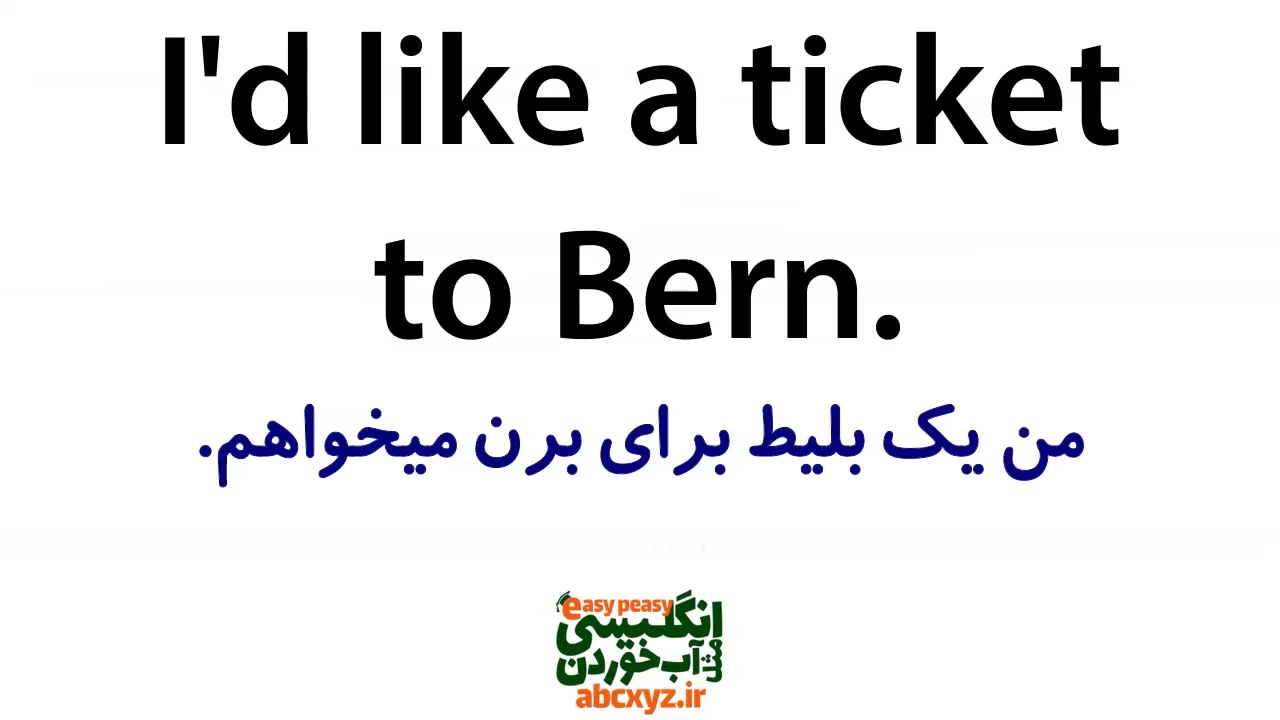 I'd like a ticket
to Bern.
من یک بلیط برای برن میخواهم.
easy peasy
انگلیسی
مثل آب خوردن
abcxyz.ir